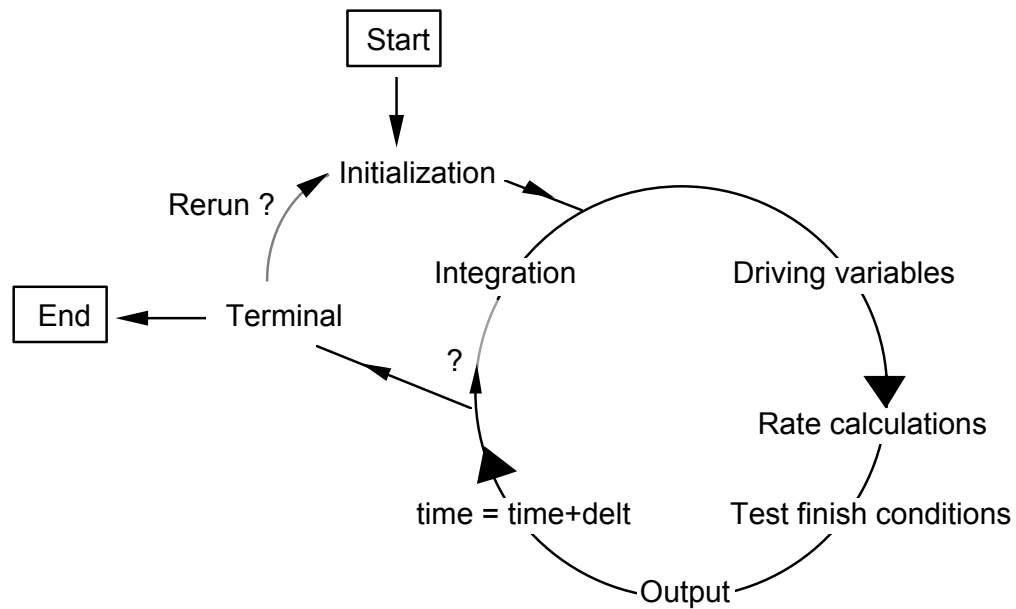 Start
Initialization
Rerun ?
Integration
Driving variables
End
Terminal
?
Rate calculations
time = time+delt
Test finish conditions
Output